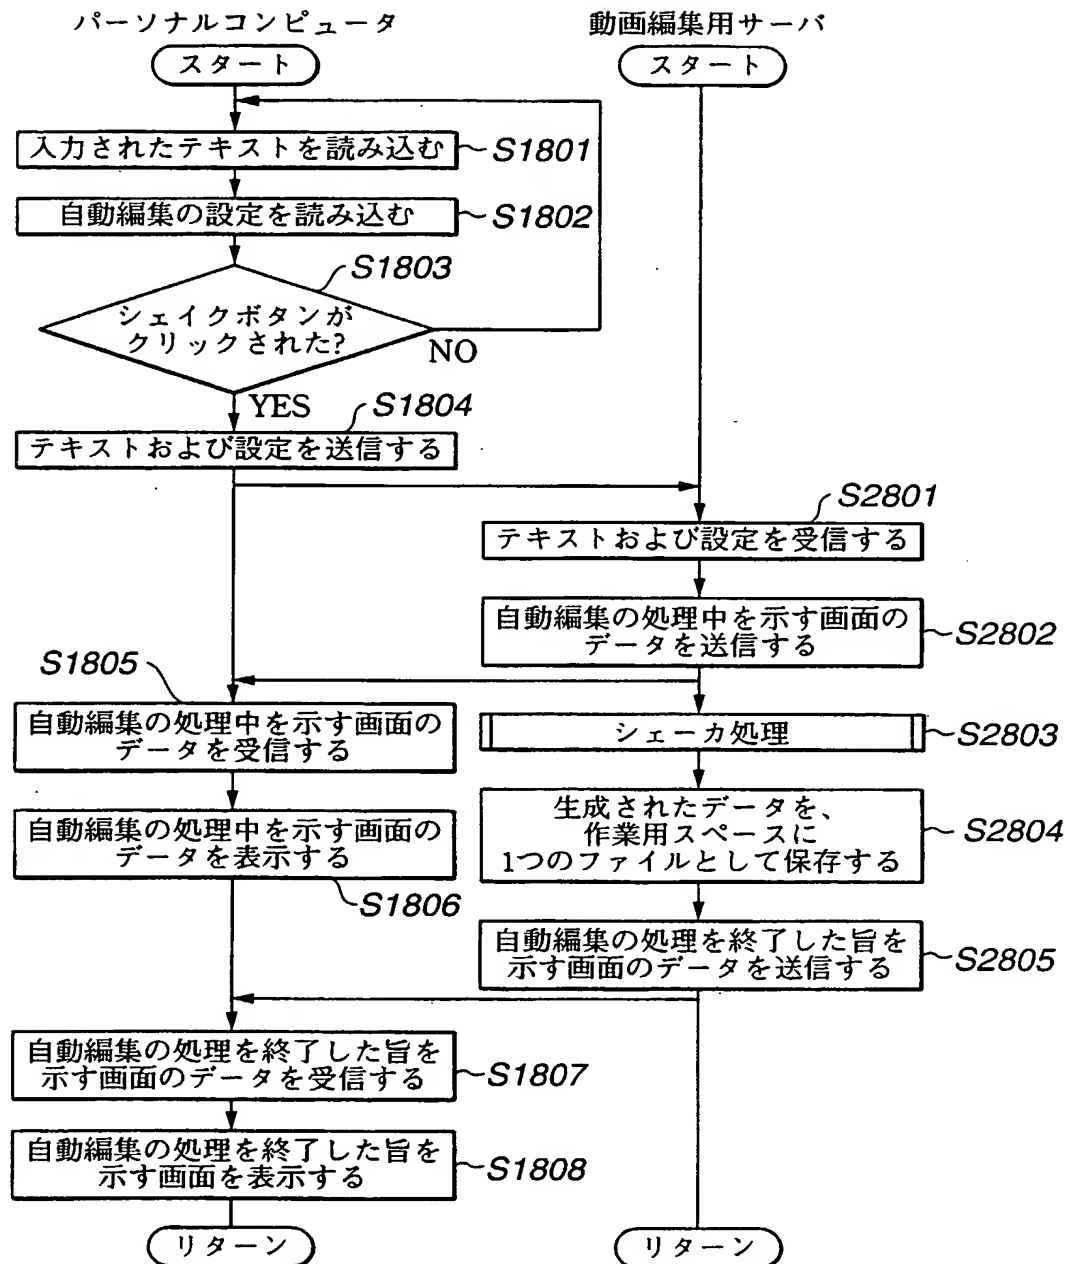 パーソナルコンピュータ
動画編集用サーバ
スタート
スタート
入力されたテキストを読み込む
S1801
自動編集の設定を読み込む
S1802
S1803
シェイクボタンが
クリックされた?
NO
YES
S1804
テキストおよび設定を送信する
S2801
テキストおよび設定を受信する
自動編集の処理中を示す画面の
データを送信する
S2802
S1805
自動編集の処理中を示す画面の
データを受信する
シェーカ処理
S2803
自動編集の処理中を示す画面の
データを表示する
S1806
生成されたデータを、
作業用スペースに
1つのファイルとして保存する
S2804
自動編集の処理を終了した旨を
示す画面のデータを送信する
S2805
自動編集の処理を終了した旨を
示す画面のデータを受信する
S1807
自動編集の処理を終了した旨を
示す画面を表示する
S1808
リターン
リターン